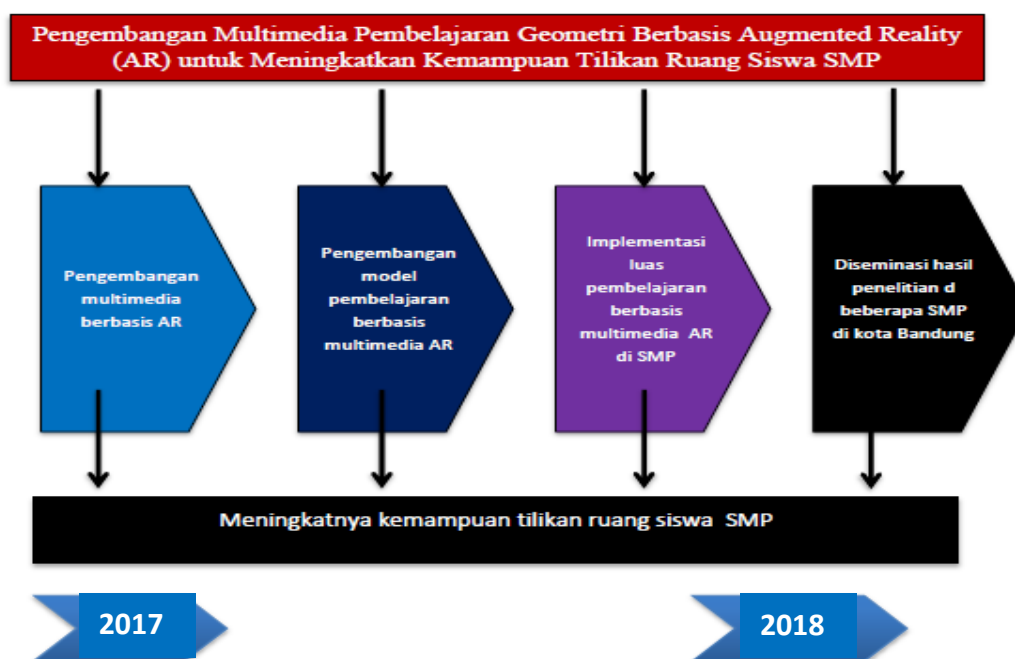 Pengembangan Multimedia Pembelajaran Geometri Berbasis Augmented Reality
(AR) untuk Meningkatkan Kemampuan Tilikan Ruang Siswa SMP
Pengembangan
multimedia
berbasis AR
Pengembangan
model
pembelajaran
berbasis
multimedia AR
Implementasi
luas
pembelajaran
berbasis
multimedia AR
di SMP
Diseminasi hasil
penelitian d
beberapa SMP
di kota Bandung
Meningkatnya kemampuan tilikan ruang siswa SMP
2017
2018